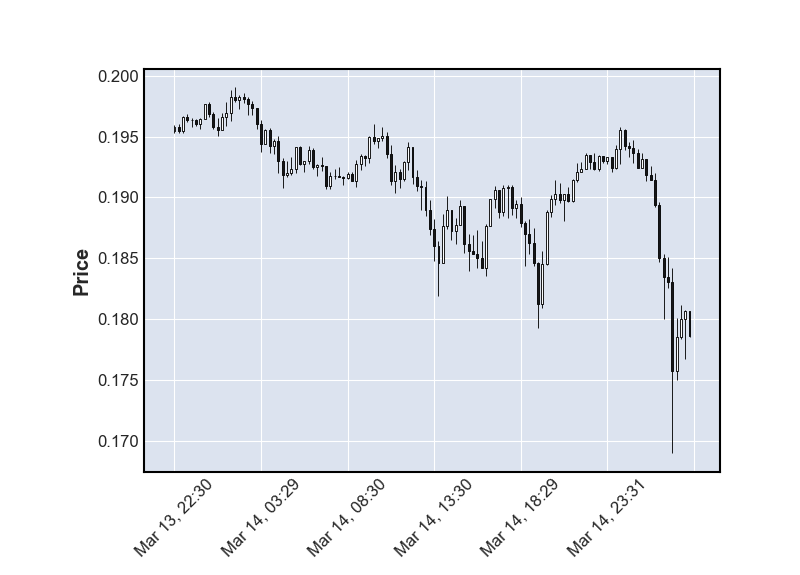 0.200
0.195
0.190
0.185
0.180
0.175
0.170
Price
Mar 13, 22:30
Mar 14, 03:29
Mar 14, 08:30
Mar 14, 13:30
Mar 14, 18:29
Mar 14, 23:31